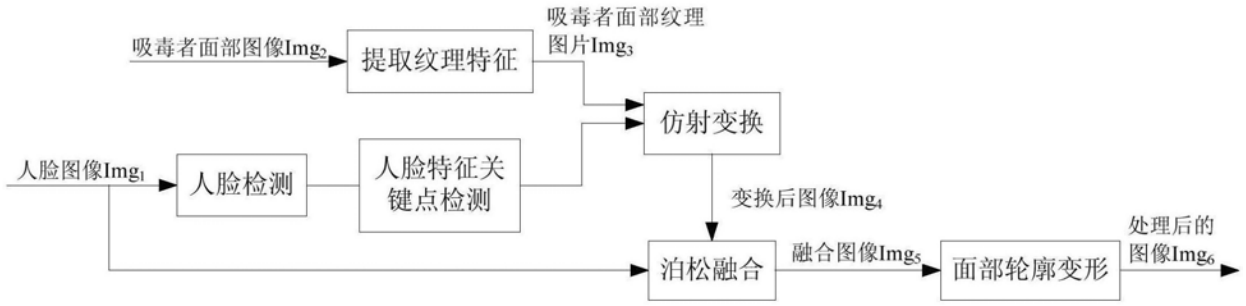 吸毒者面部图像Img₂
提取纹理特征
吸毒者面部纹理
图片Img₃
仿射变换
人脸图像Img₁
人脸检测
人脸特征关
键点检测
变换后图像Img₄
泊松融合
融合图像Img₅
面部轮廓变形
处理后的
图像Img₆